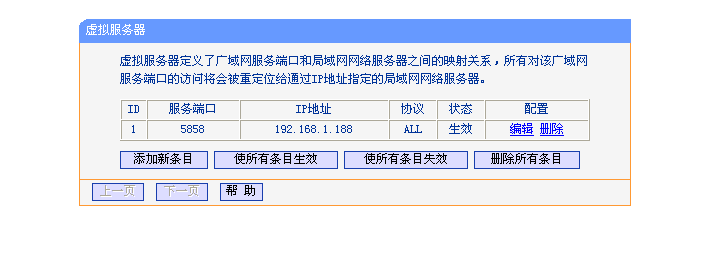 虚拟服务器
虚拟服务器定义了广域网服务端口和局域网网络服务器之间的映射关系，所有对该广域网
服务端口的访问将会被重定位给通过IP地址指定的局域网网络服务器。
ID 服务端口 IP地址 协议 状态 配置
1 5858 192.168.1.188 ALL 生效 编辑 删除
添加新条目 使所有条目生效 使所有条目失效 删除所有条目
上一页 下一页 帮 助